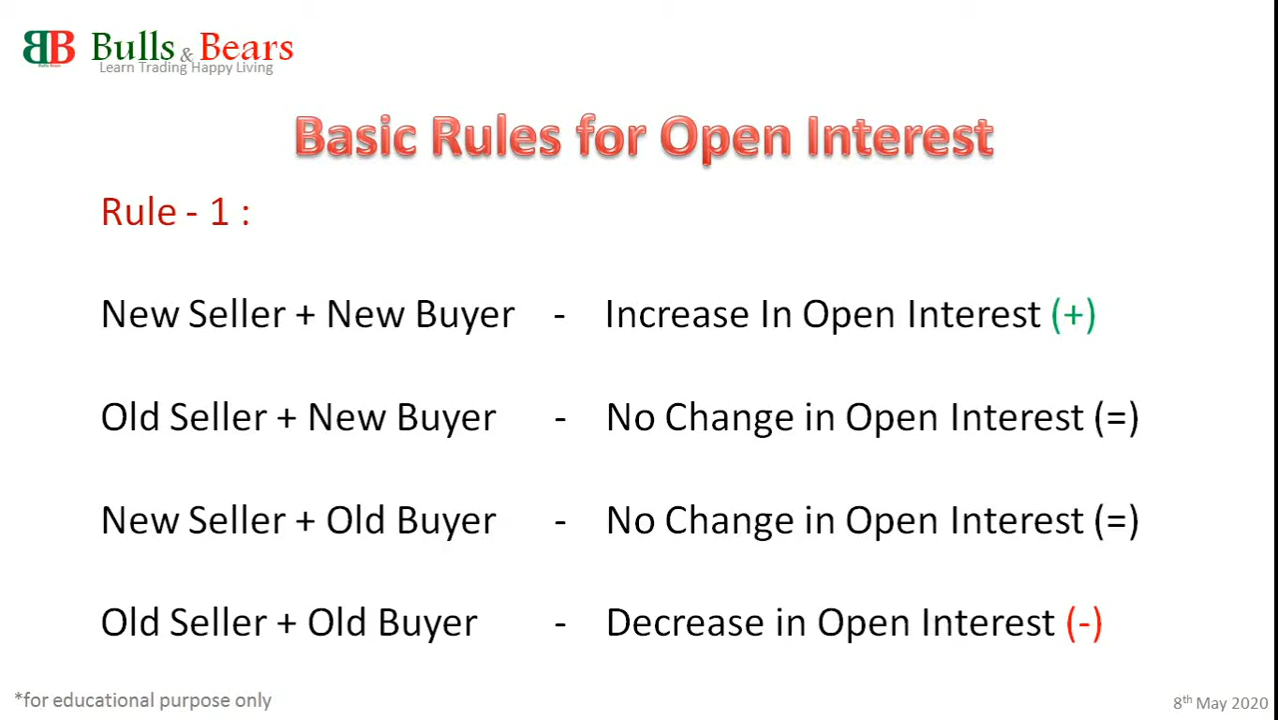 BB Bulls & Bears
Learn Trading Happy Living
Basic Rules for Open Interest
Rule - 1 :
New Seller + New Buyer - Increase In Open Interest (+)
Old Seller + New Buyer - No Change in Open Interest (=)
New Seller + Old Buyer - No Change in Open Interest (=)
Old Seller + Old Buyer - Decrease in Open Interest (-)
*for educational purpose only
8th May 2020